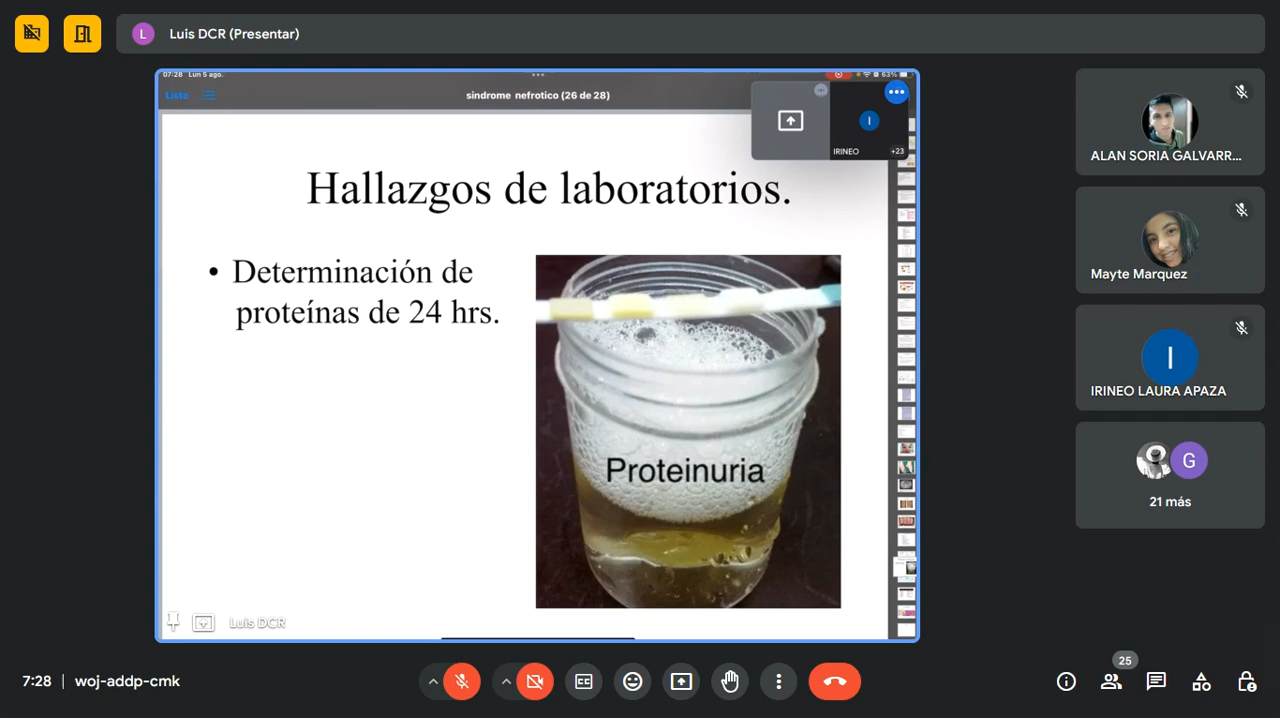 L Luis DCR (Presentar)
07:28 Lun 5 ago.
63%
Liste
sindrome nefrotico (26 de 28)
I
IRINEO +23
Hallazgos de laboratorios.
• Determinación de
proteínas de 24 hrs.
Proteinuria
Luis DCR
ALAN SORIA GALVARR...
Mayte Marquez
I
IRINEO LAURA APAZA
G
21 más
7:28 | woj-addp-cmk
CC
25